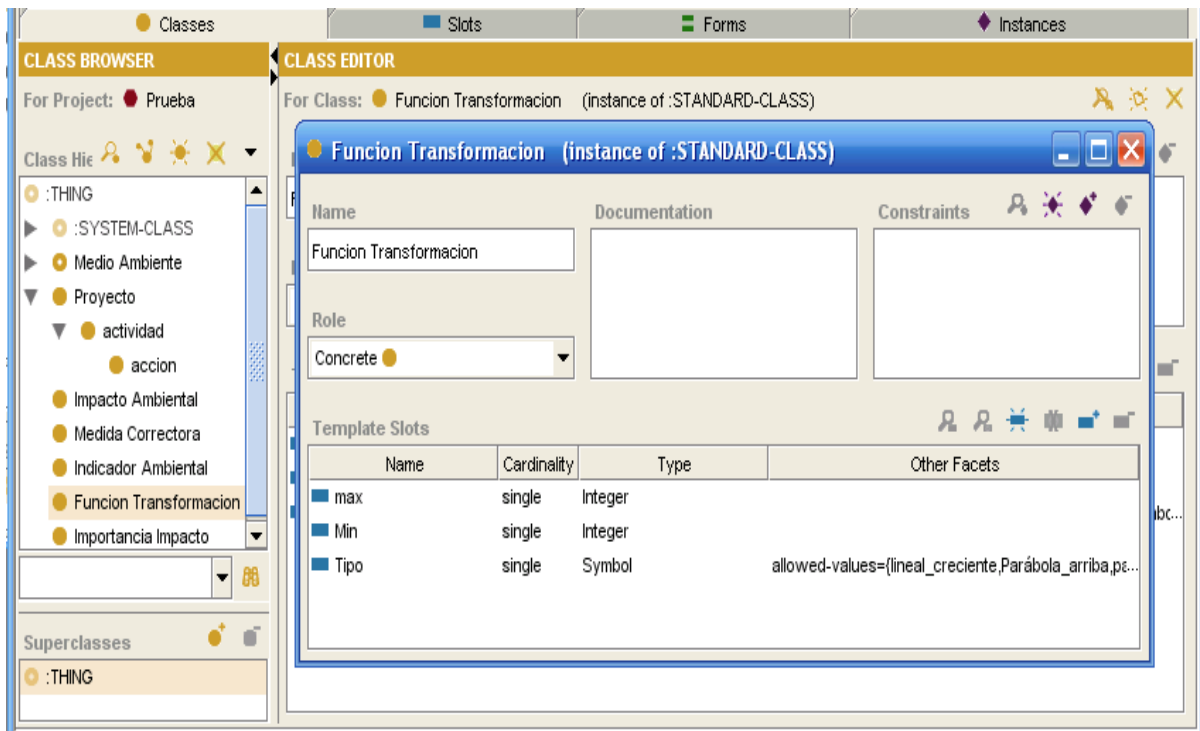 Classes Slots Forms Instances
CLASS BROWSER
CLASS EDITOR
For Project: Prueba
For Class: Funcion Transformacion (instance of :STANDARD-CLASS)
Class Hie
:THING
:SYSTEM-CLASS
Medio Ambiente
Proyecto
actividad
accion
Impacto Ambiental
Medida Correctora
Indicador Ambiental
Funcion Transformacion
Importancia Impacto
Superclasses
:THING
Funcion Transformacion (instance of :STANDARD-CLASS)
Name Documentation Constraints
Funcion Transformacion
Role
Concrete
Template Slots
Name Cardinality Type Other Facets
max single Integer
Min single Integer
Tipo single Symbol allowed-values={lineal_creciente,Parábola_arriba,pa...